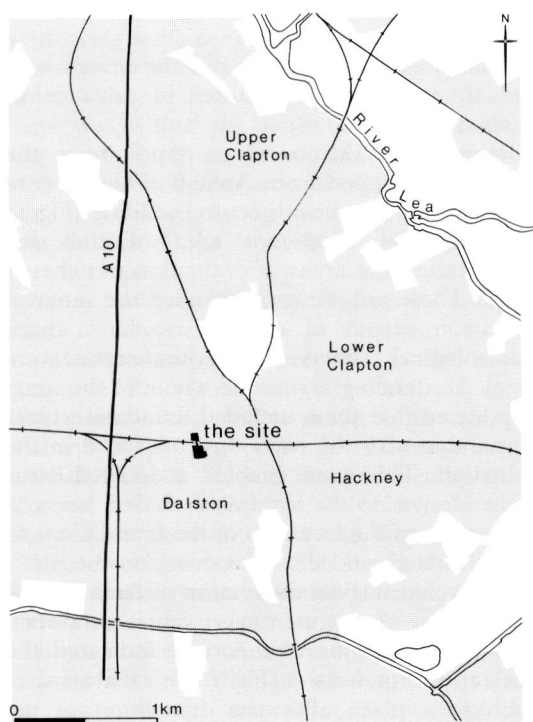 N
Upper
Clapton
River Lea
A10
Lower
Clapton
the site
Hackney
Dalston
0 1km